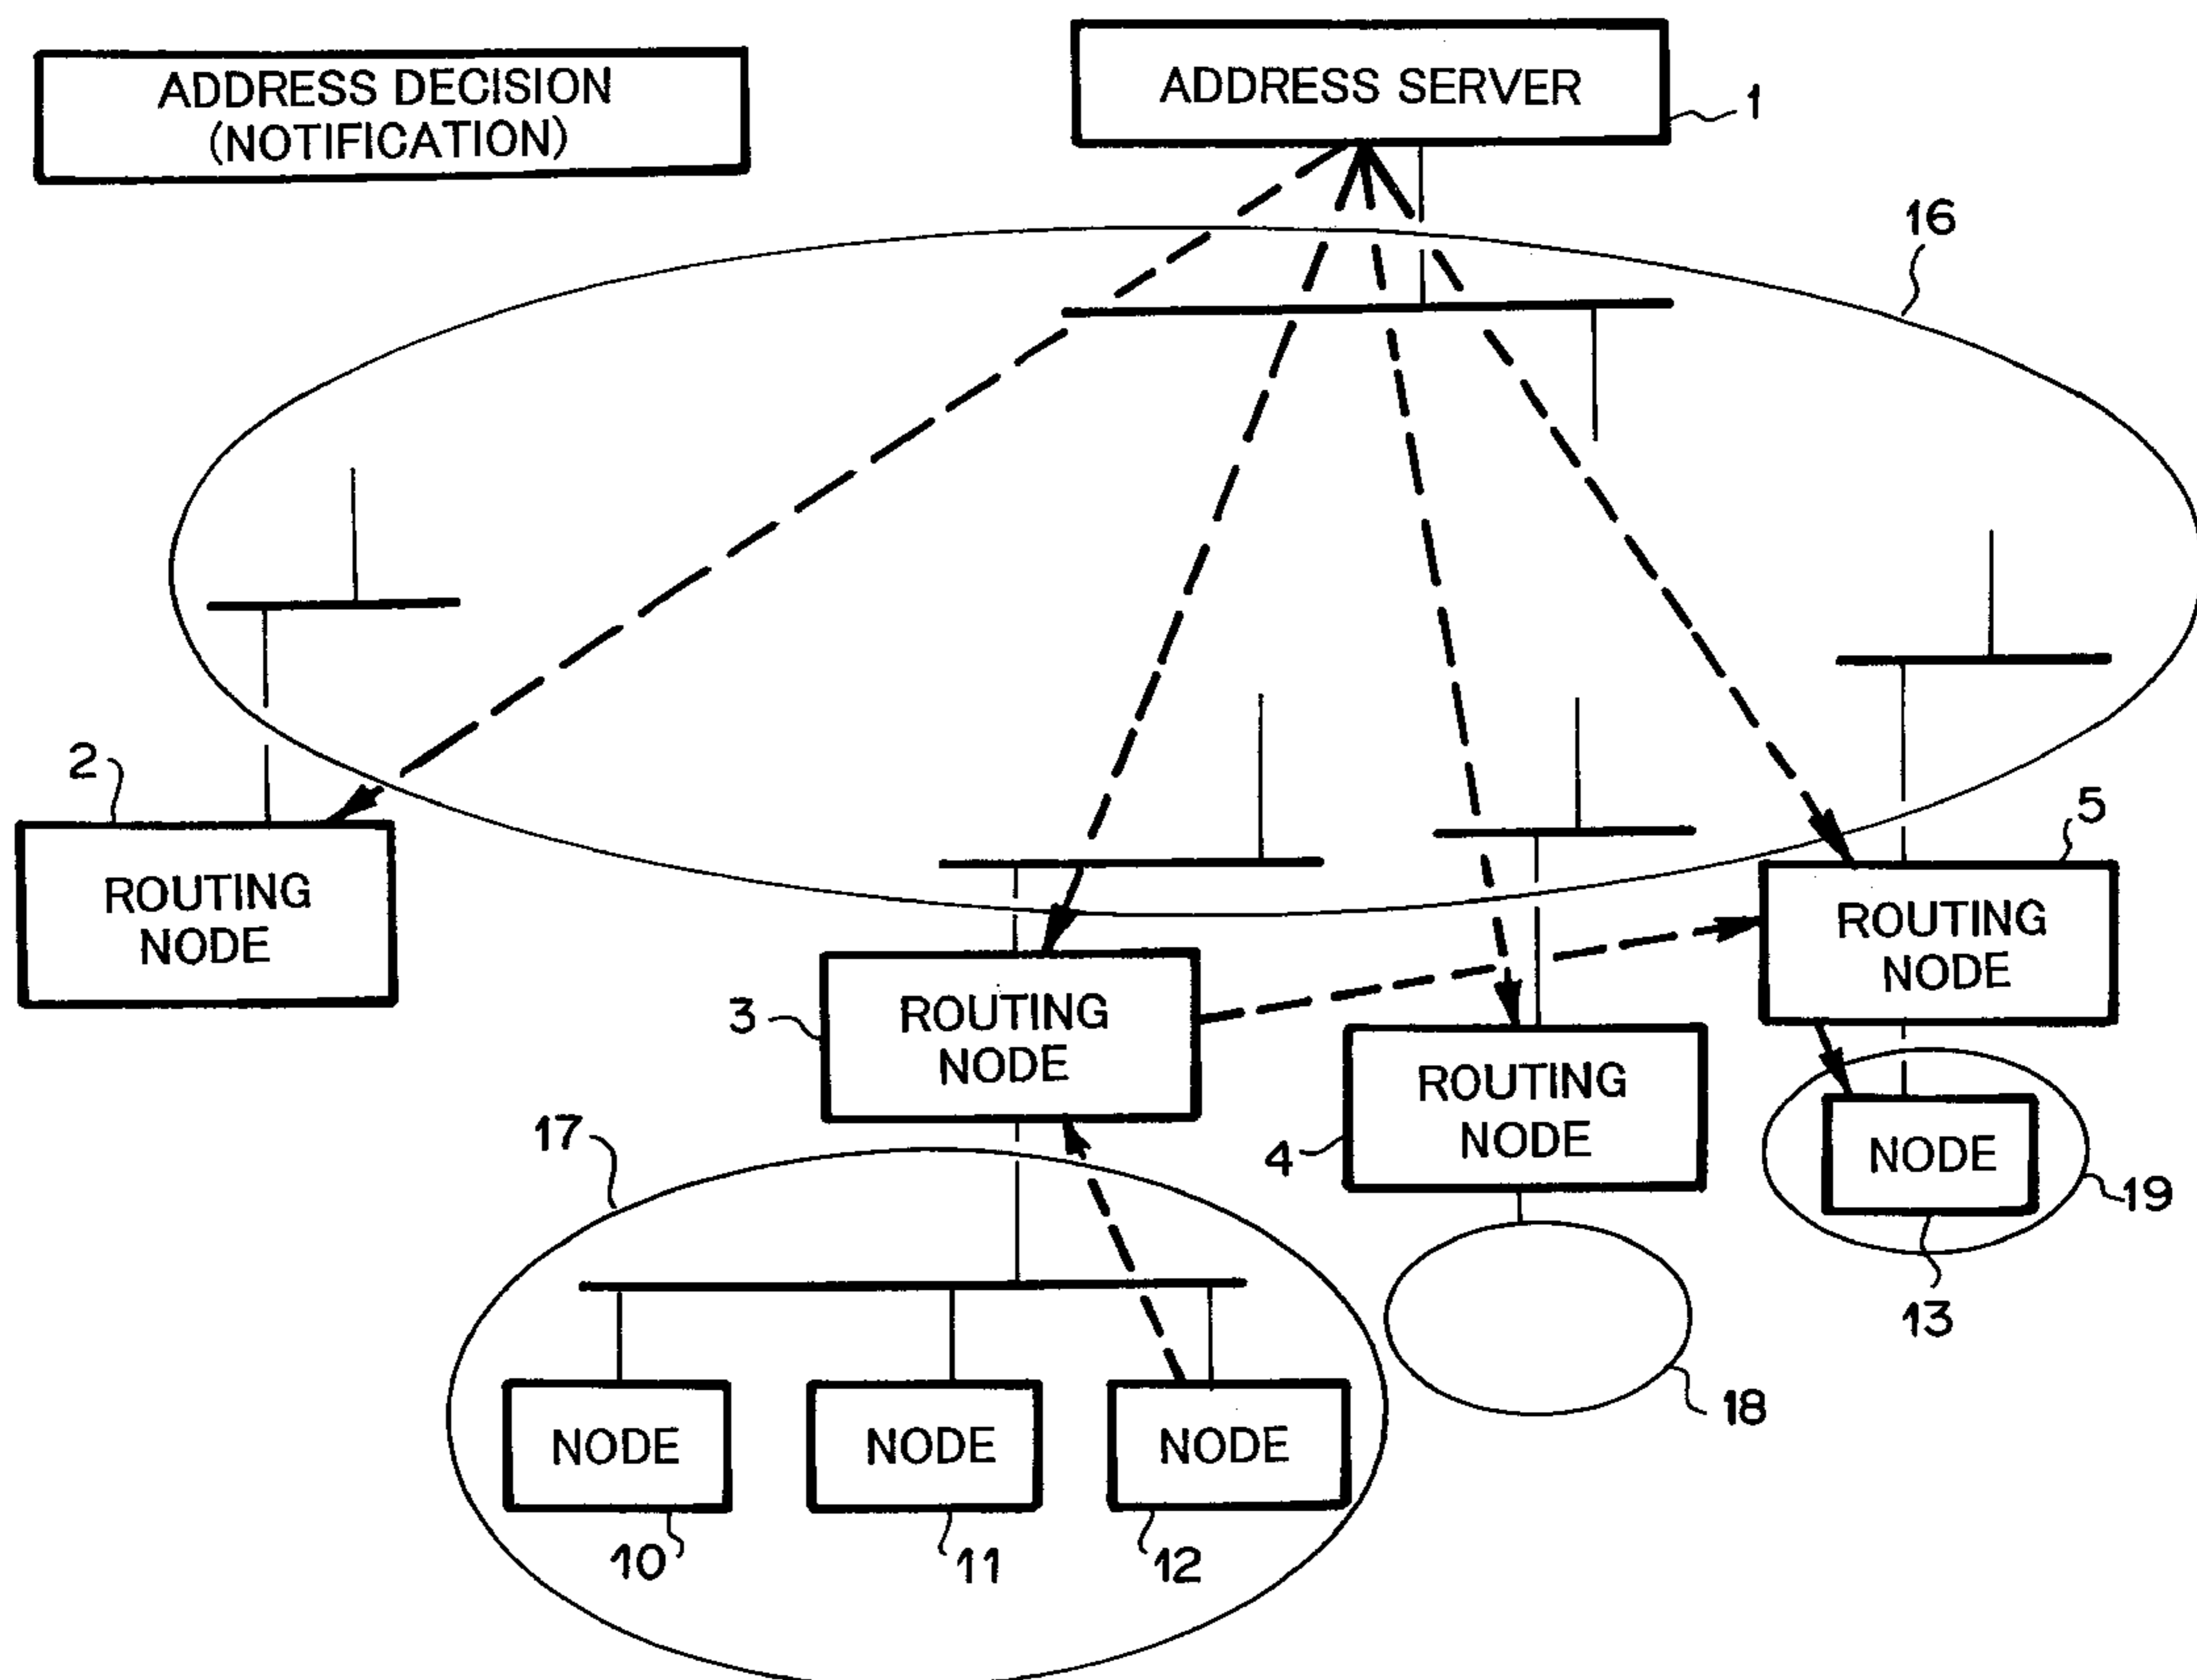 ADDRESS DECISION
(NOTIFICATION)
ADDRESS SERVER
1
16
2
ROUTING
NODE
5
ROUTING
NODE
3
ROUTING
NODE
4
ROUTING
NODE
17
NODE
19
13
18
NODE
NODE
NODE
10
11
12